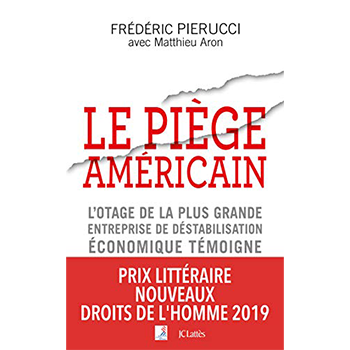 FRÉDÉRIC PIERUCCI
avec Matthieu Aron
LE PIÈGE
AMÉRICAIN
L'OTAGE DE LA PLUS GRANDE
ENTREPRISE DE DÉSTABILISATION
ÉCONOMIQUE TÉMOIGNE
PRIX LITTÉRAIRE
NOUVEAUX
DROITS DE L'HOMME 2019
JC Lattès